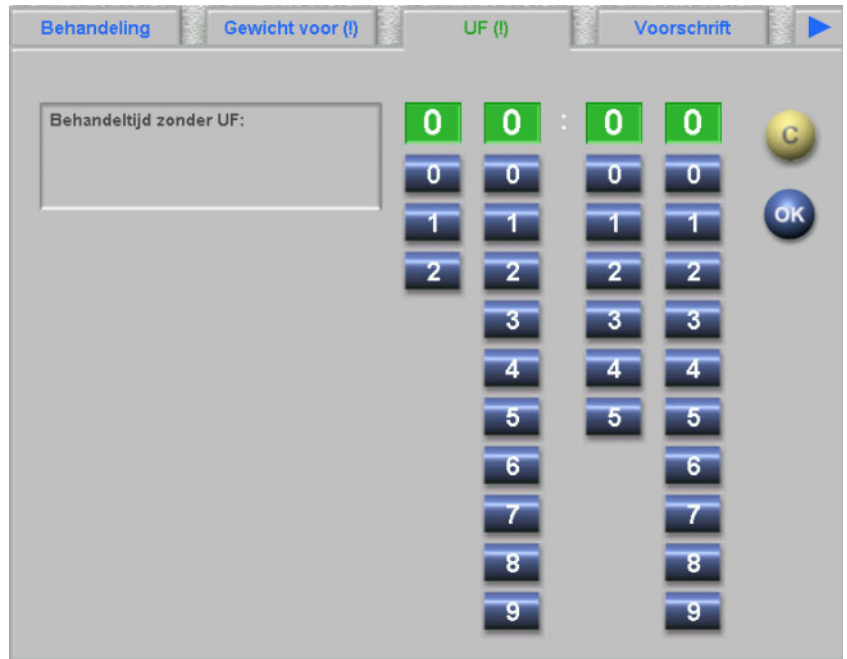 Behandeling Gewicht voor (!) UF (!) Voorschrift
Behandeltijd zonder UF:
0 0 : 0 0 C
0 0 0 0
1 1 1 1 OK
2 2 2 2
3 3 3
4 4 4
5 5 5
6 6
7 7
8 8
9 9